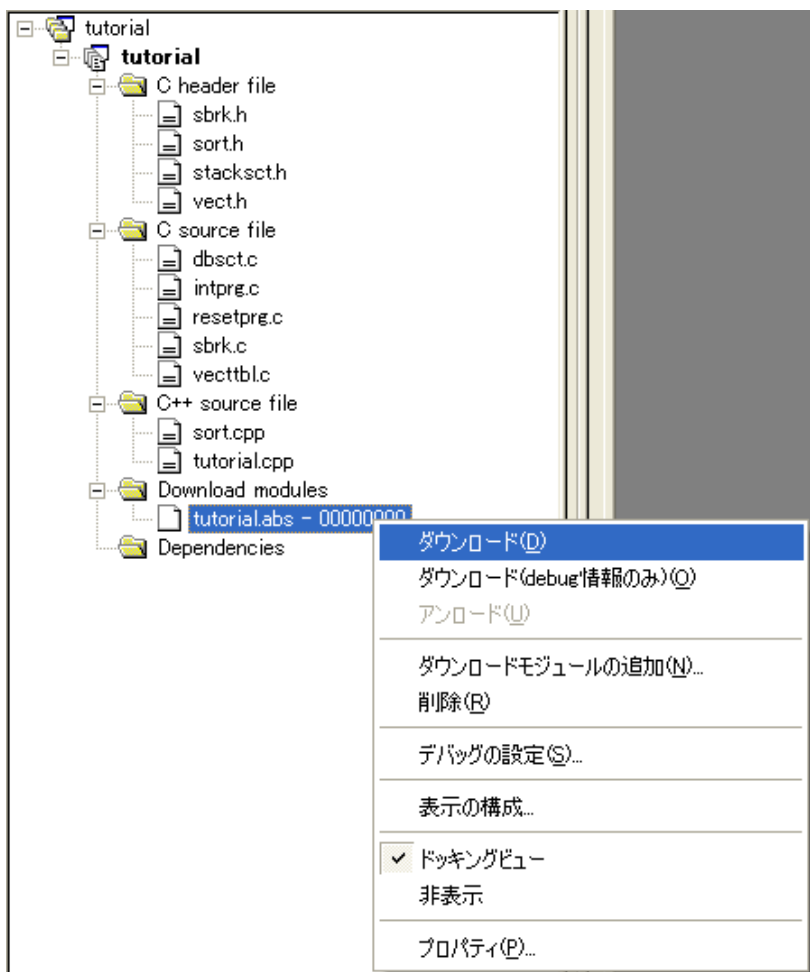 tutorial
tutorial
C header file
sbrk.h
sort.h
stacksct.h
vect.h
C source file
dbsct.c
intprg.c
resetprg.c
sbrk.c
vecttbl.c
C++ source file
sort.cpp
tutorial.cpp
Download modules
tutorial.abs - 00000000
Dependencies
ダウンロード(D)
ダウンロード(debug情報のみ)(O)
アンロード(U)
ダウンロードモジュールの追加(N)...
削除(R)
デバッグの設定(S)...
表示の構成...
ドッキングビュー
非表示
プロパティ(P)...